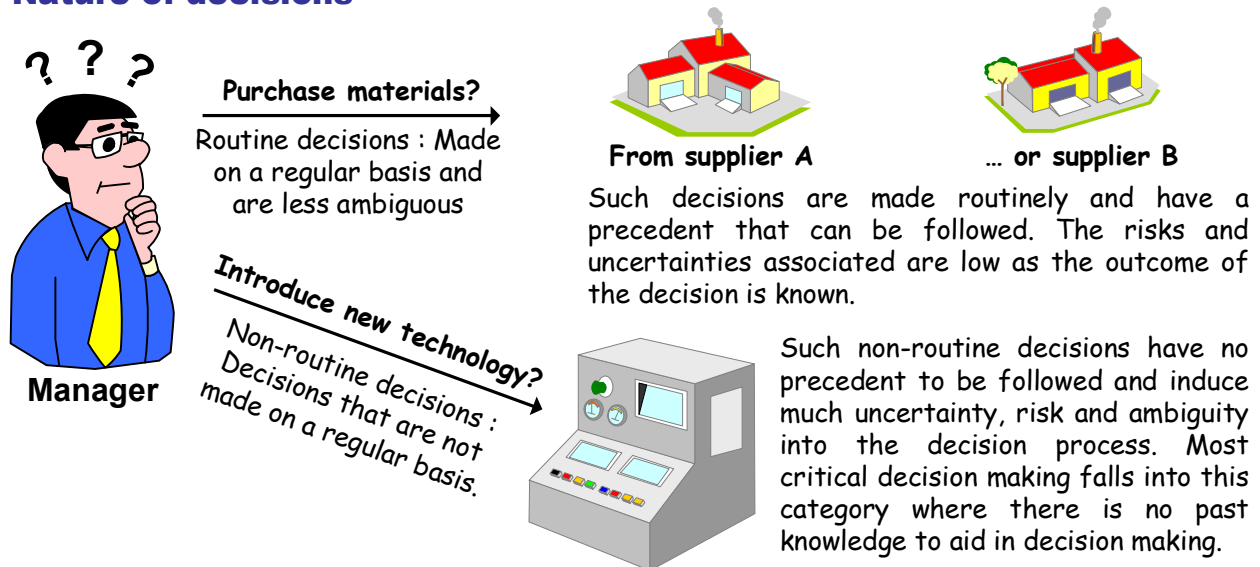 Nature of decisions
? ? ?
Purchase materials?
Routine decisions : Made
on a regular basis and
are less ambiguous
From supplier A
… or supplier B
Such decisions are made routinely and have a
precedent that can be followed. The risks and
uncertainties associated are low as the outcome of
the decision is known.
Manager
Introduce new technology?
Non-routine decisions :
Decisions that are not
made on a regular basis.
Such non-routine decisions have no
precedent to be followed and induce
much uncertainty, risk and ambiguity
into the decision process. Most
critical decision making falls into this
category where there is no past
knowledge to aid in decision making.